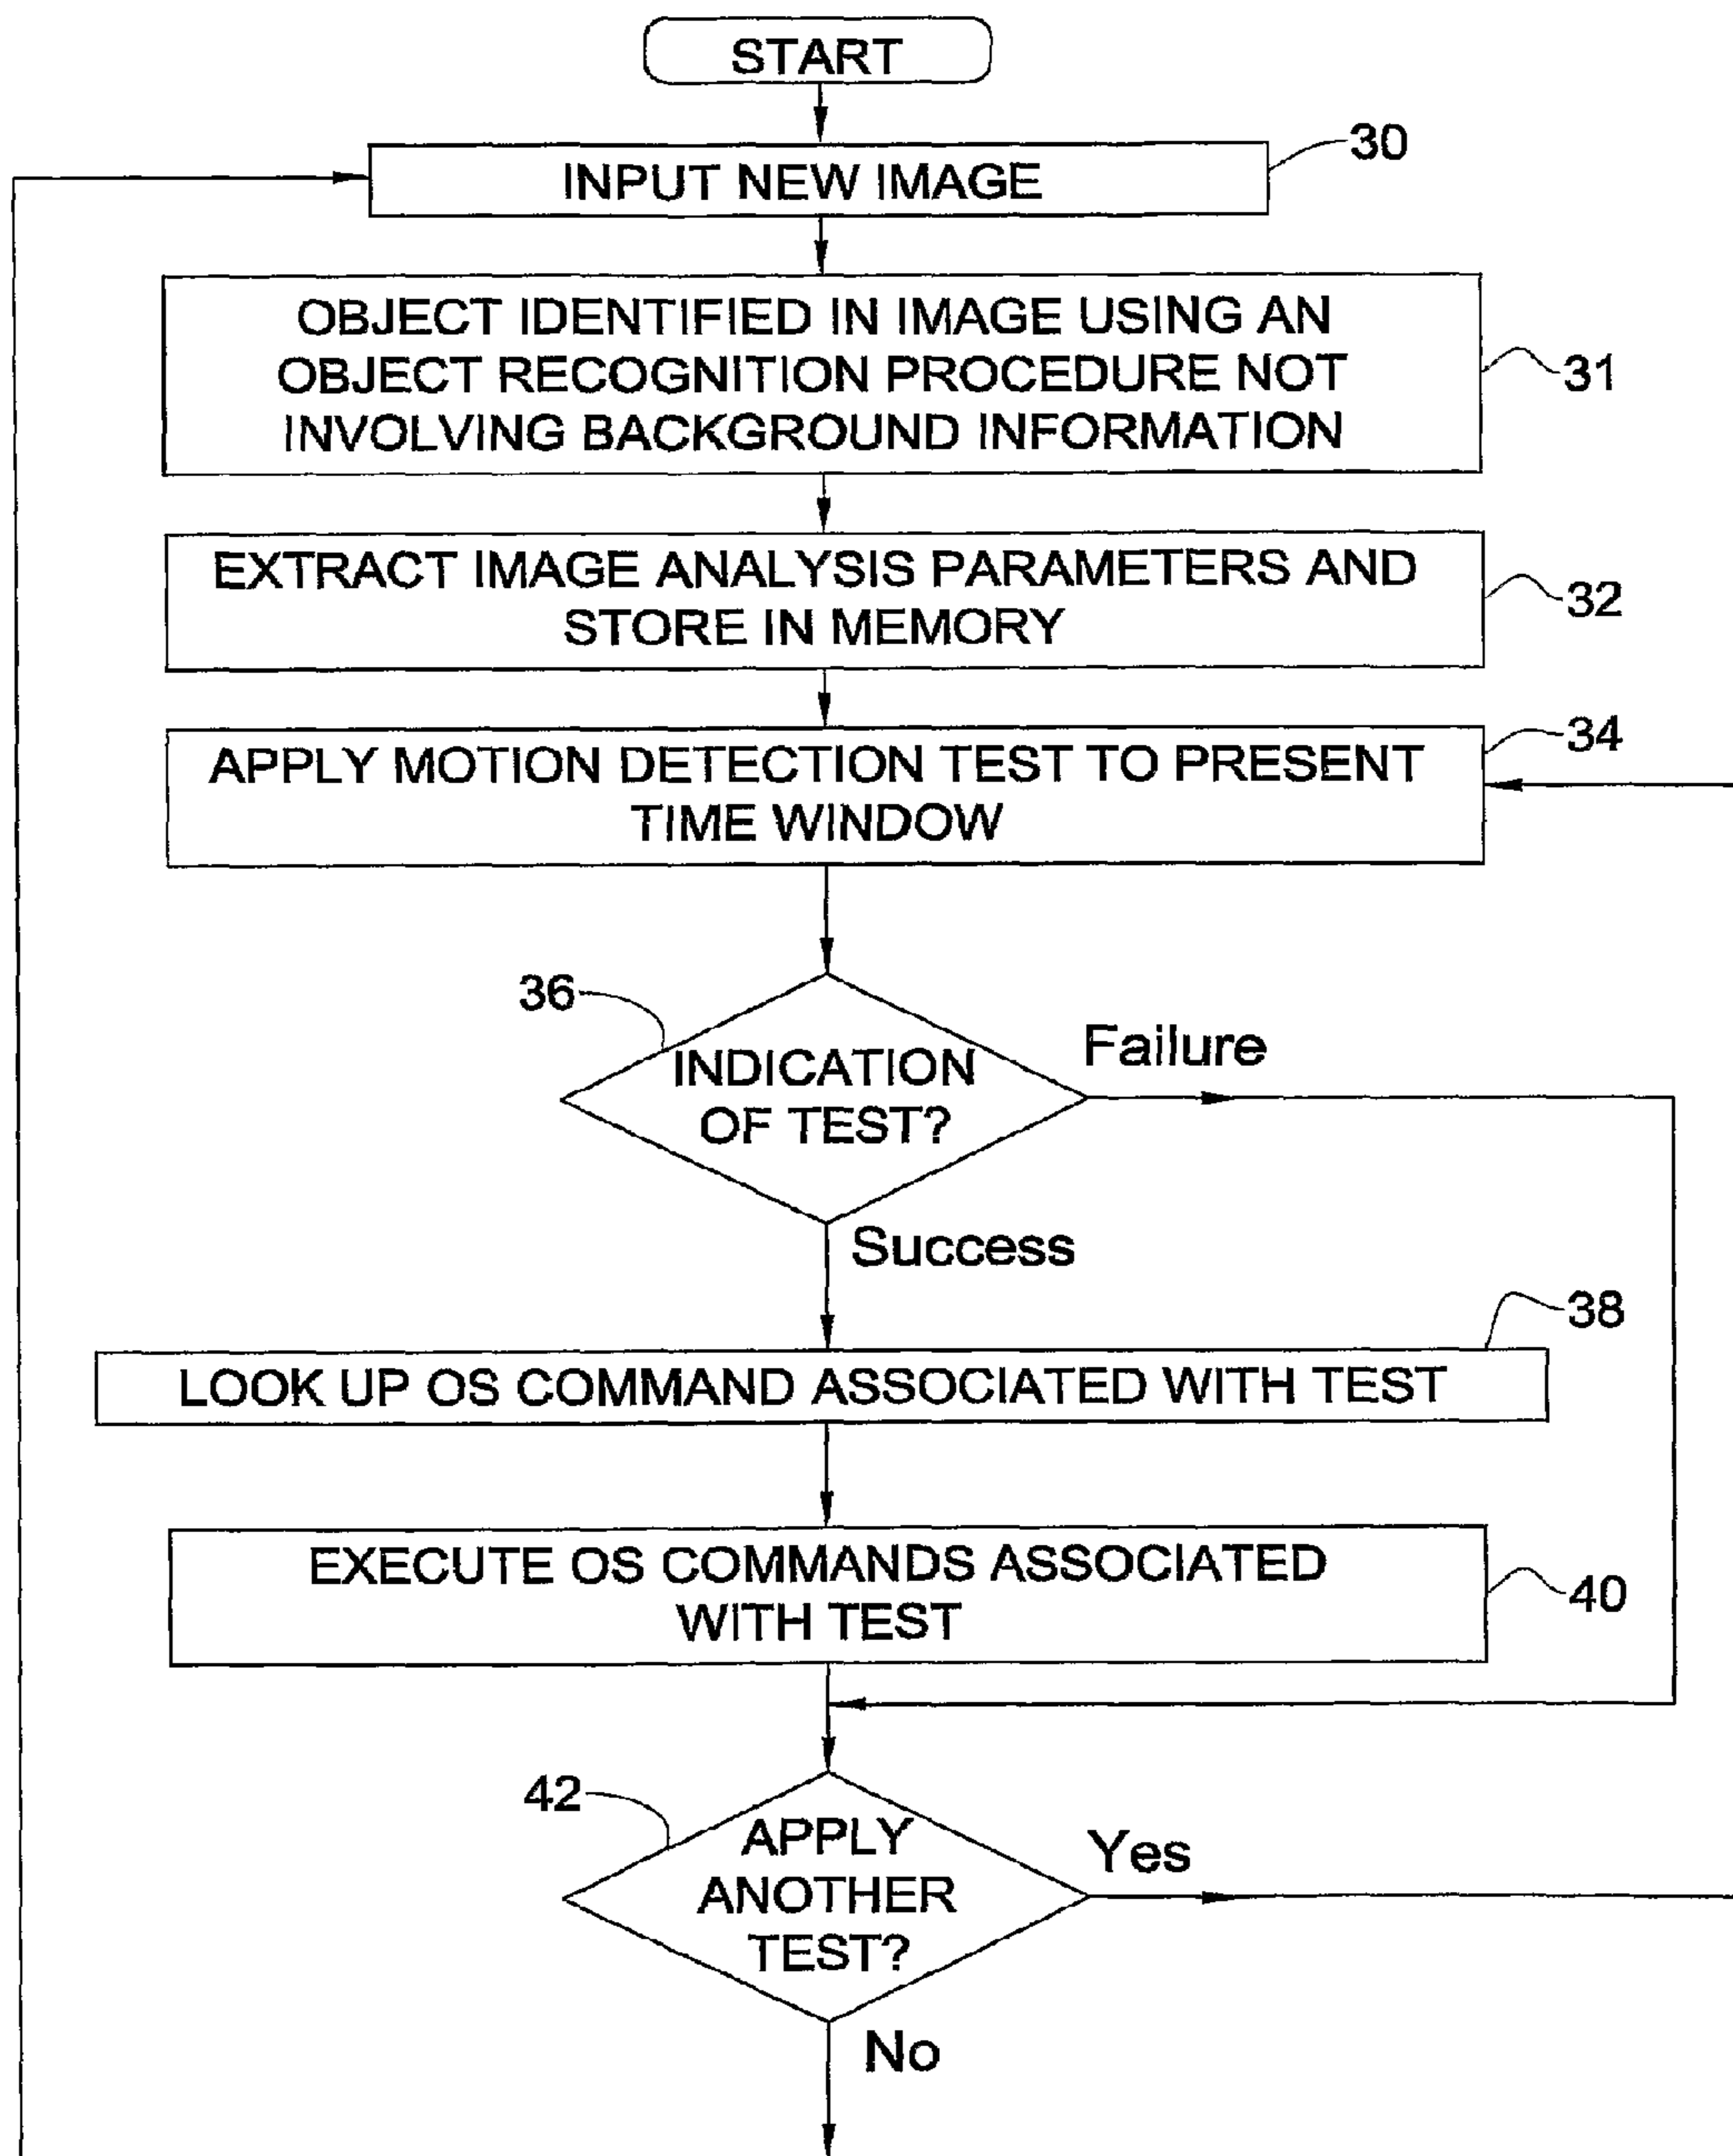 START
30
INPUT NEW IMAGE
OBJECT IDENTIFIED IN IMAGE USING AN
OBJECT RECOGNITION PROCEDURE NOT
INVOLVING BACKGROUND INFORMATION
31
EXTRACT IMAGE ANALYSIS PARAMETERS AND
STORE IN MEMORY
32
34
APPLY MOTION DETECTION TEST TO PRESENT
TIME WINDOW
36
INDICATION
OF TEST?
Failure
Success
38
LOOK UP OS COMMAND ASSOCIATED WITH TEST
EXECUTE OS COMMANDS ASSOCIATED
WITH TEST
40
42
APPLY
ANOTHER
TEST?
Yes
No